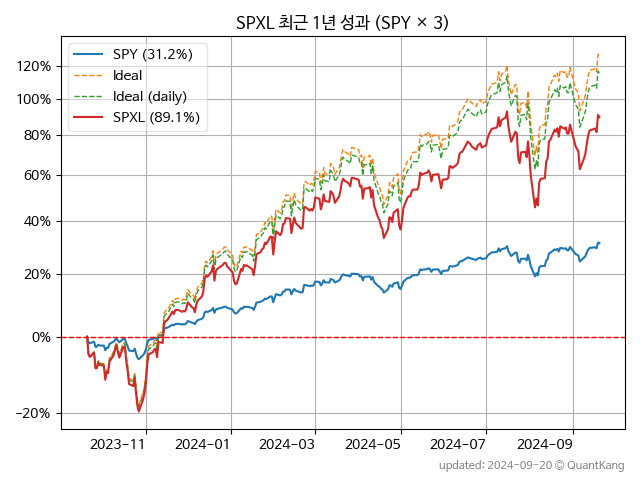 SPXL 최근 1년 성과 (SPY × 3)
SPY (31.2%)
Ideal
Ideal (daily)
SPXL (89.1%)
120%
100%
80%
60%
40%
20%
0%
−20%
2023−11
2024−01
2024−03
2024−05
2024−07
2024−09
updated: 2024-09-20 © QuantKang